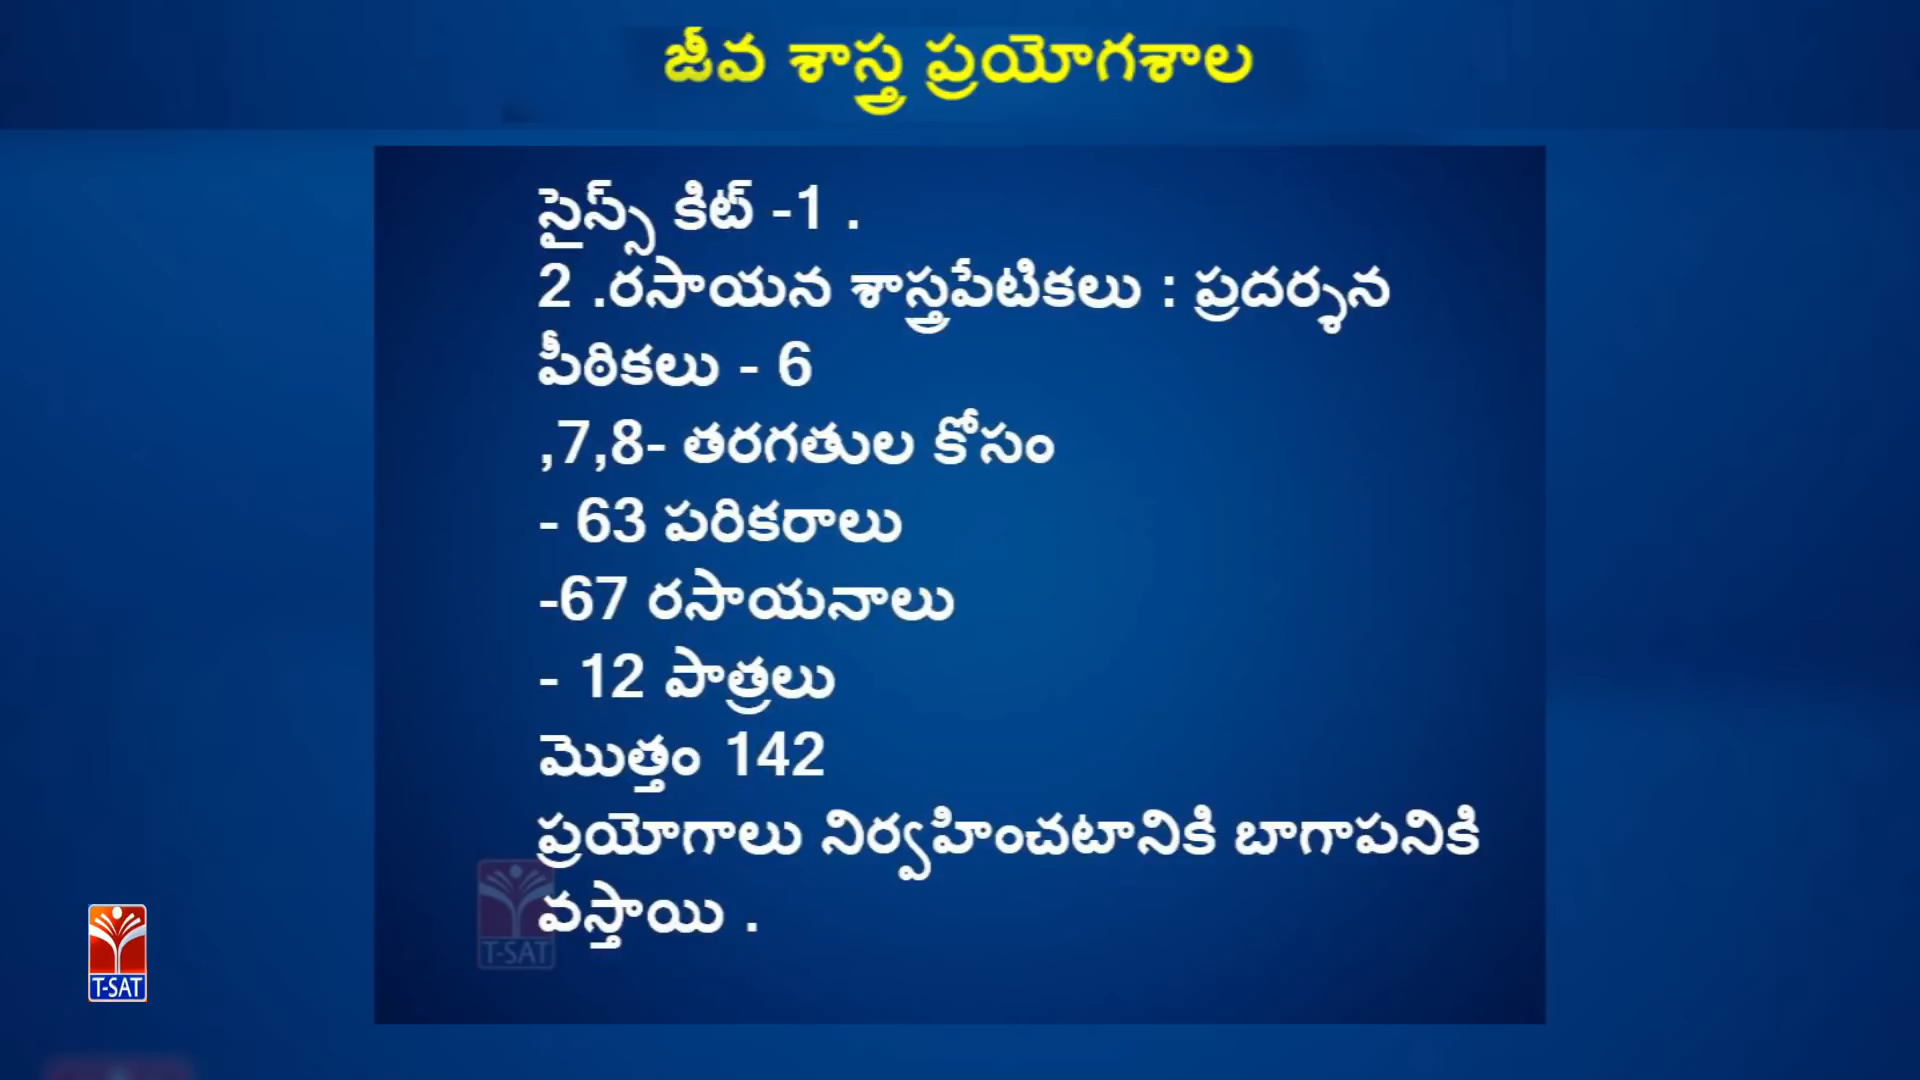 జీవ శాస్త్ర ప్రయోగశాల
సైన్స్ కిట్ -1 .
2 .రసాయన శాస్త్రపేటికలు : ప్రదర్శన
పీఠికలు - 6
,7,8- తరగతుల కోసం
- 63 పరికరాలు
-67 రసాయనాలు
- 12 పాత్రలు
మొత్తం 142
ప్రయోగాలు నిర్వహించటానికి బాగాపనికి
వస్తాయి .
T-SAT
T-SAT